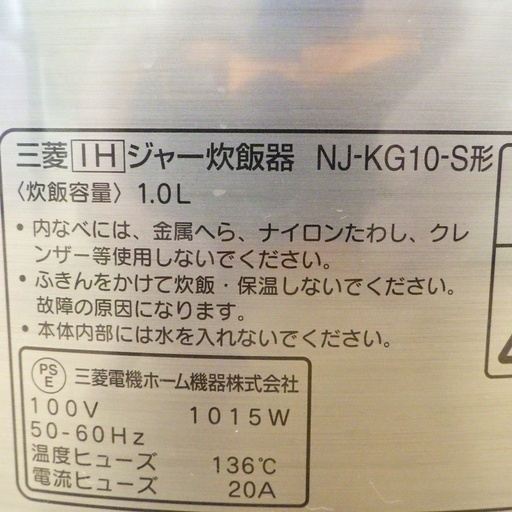 三菱 IH ジャー炊飯器 NJ-KG10-S形
〈炊飯容量〉 1.0L
・内なべには、金属へら、ナイロンたわし、クレ
ンザー等使用しないでください。
・ふきんをかけて炊飯・保温しないでください。
故障の原因になります。
・本体内部には水を入れないでください。
PS
E
三菱電機ホーム機器株式会社
100V 1015W
50-60Hz
温度ヒューズ 136℃
電流ヒューズ 20A